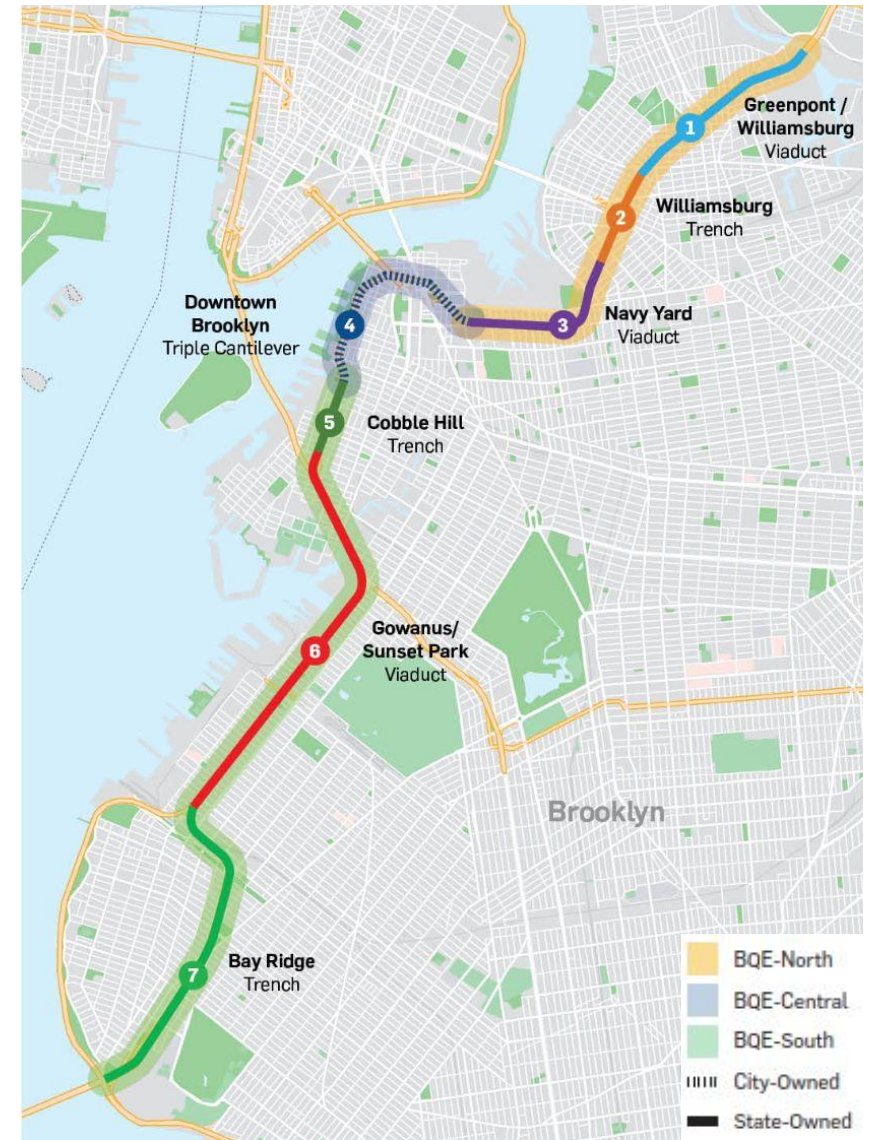 1
Greenpont /
Williamsburg
Viaduct
2
Williamsburg
Trench
3
Navy Yard
Viaduct
Downtown
Brooklyn
Triple Cantilever
4
5
Cobble Hill
Trench
6
Gowanus/
Sunset Park
Viaduct
Brooklyn
7
Bay Ridge
Trench
BQE-North
BQE-Central
BQE-South
City-Owned
State-Owned